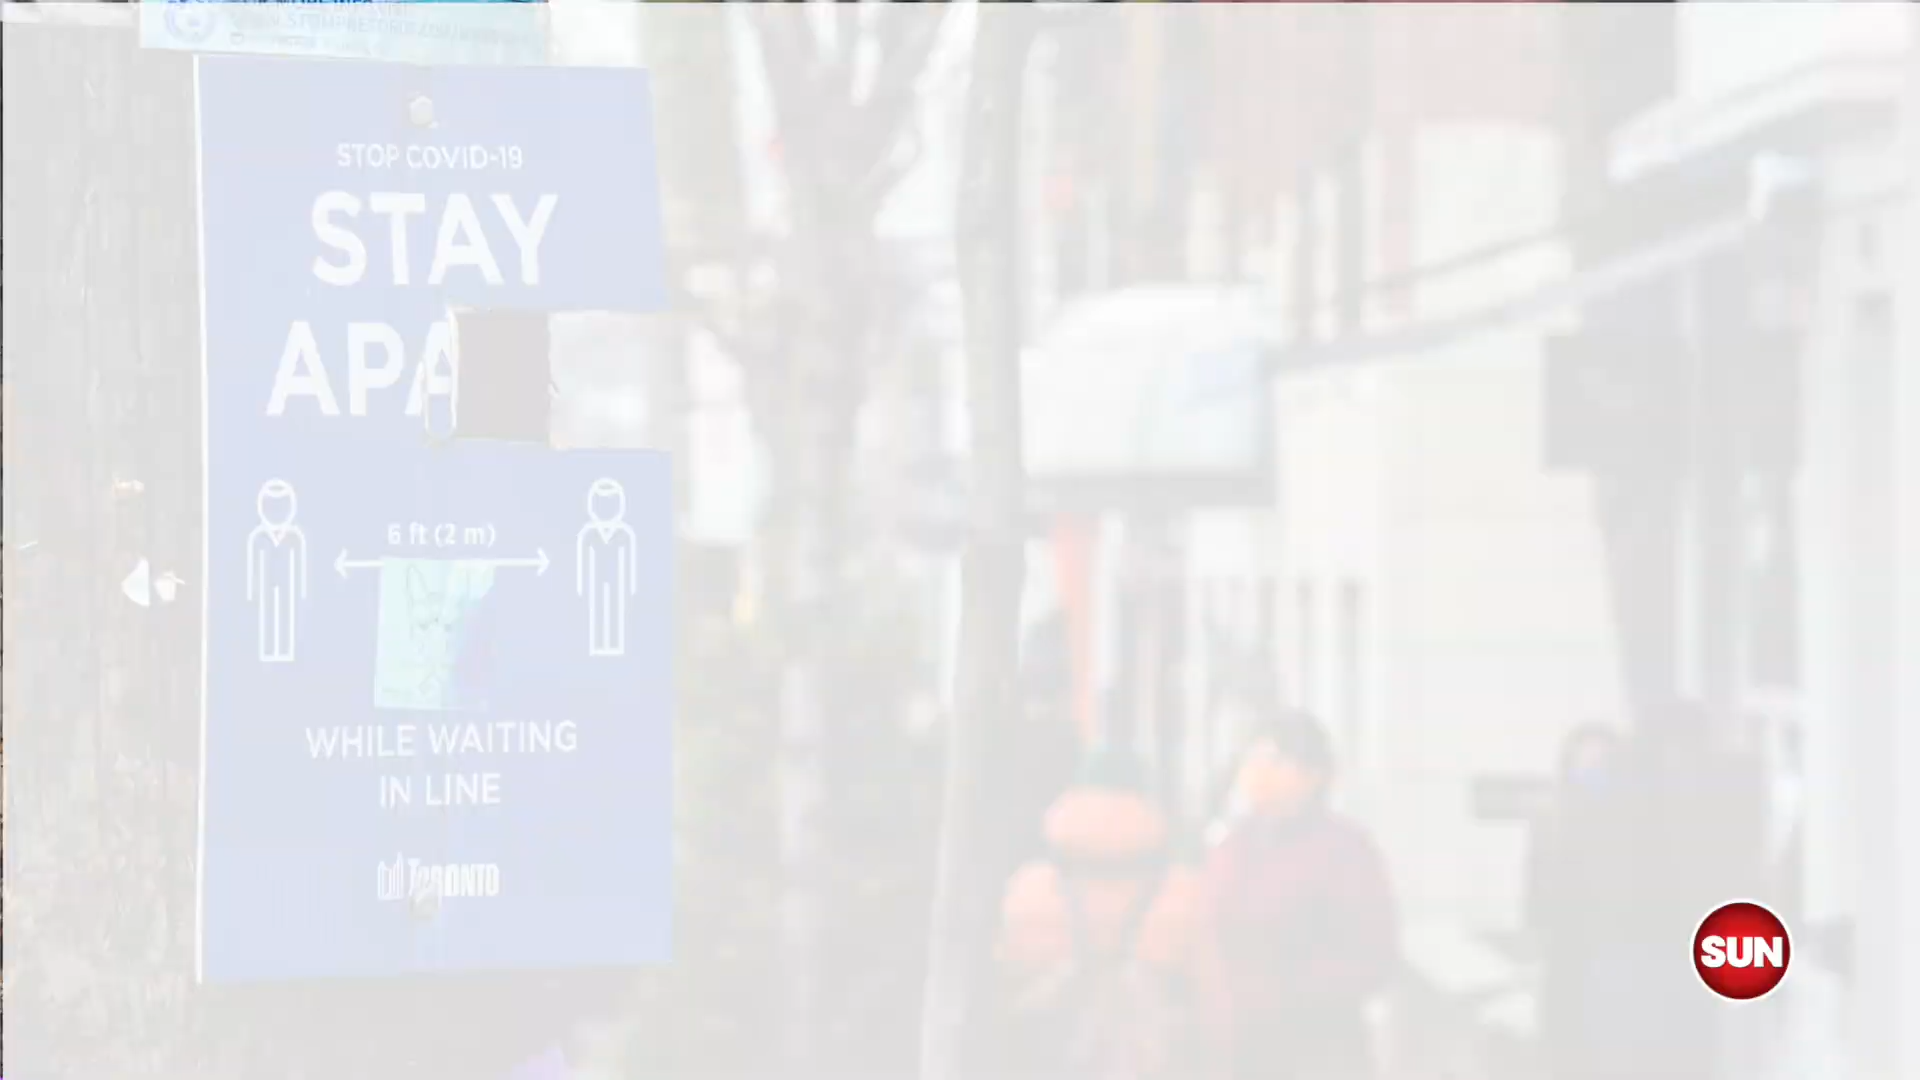 STOP COVID-19
STAY
APA
6 ft (2 m)
WHILE WAITING
IN LINE
TORONTO
SUN